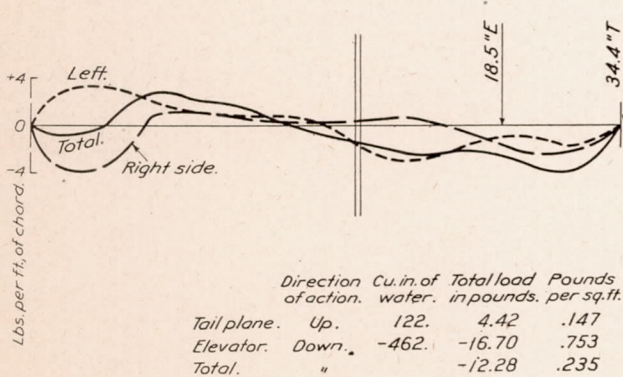 18.5 "E
34.4 "T
+4
Left.
0
Total.
-4
Right side.
Lbs. per ft., of chord.
Direction of action. Cu. in. of water. Total load in pounds. Pounds per sq. ft.
Tail plane. Up. 122. 4.42 .147
Elevator. Down. -462. -16.70 .753
Total. " -12.28 .235